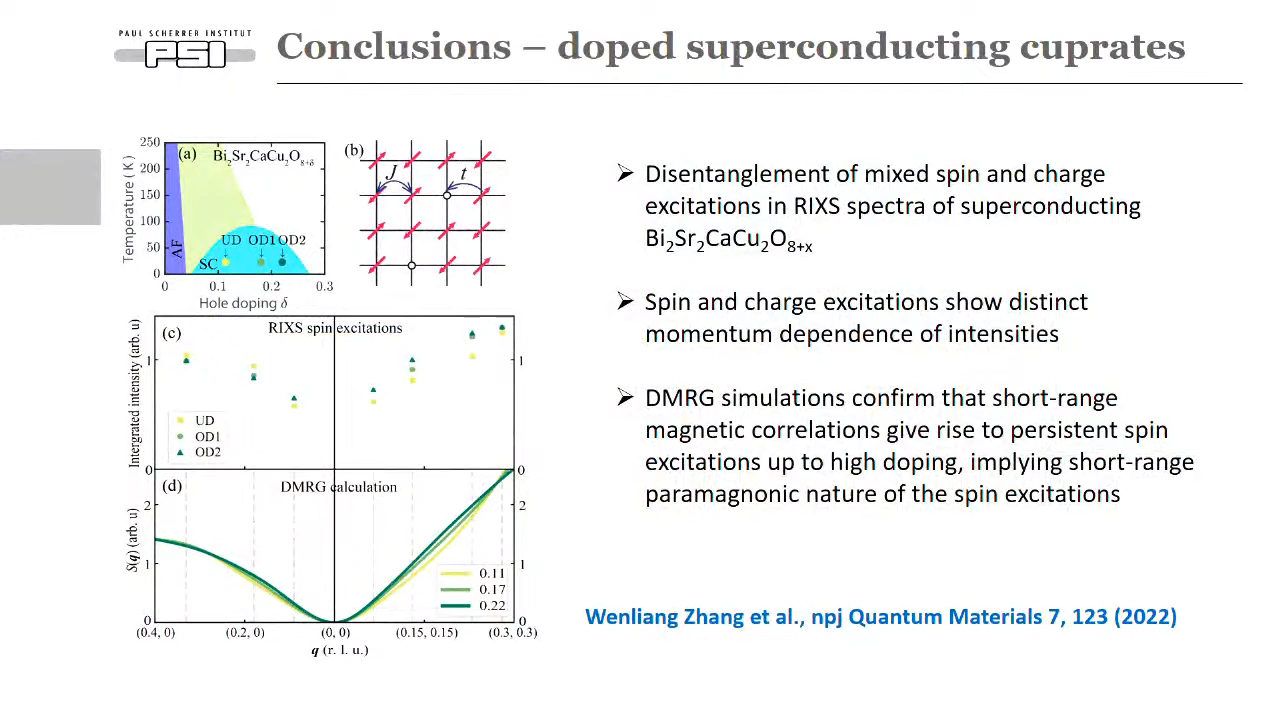 PAUL SCHERRER INSTITUT
PSI
Conclusions – doped superconducting cuprates
(a) Bi2Sr2CaCu2O8+δ
Temperature ( K)
250
200
150
100
50
0
AF
SC
UD OD1 OD2
0 0.1 0.2 0.3
Hole doping δ
(b)
J t
(c) RIXS spin excitations
Intergrated intensity (arb. u)
1 1
UD
OD1
OD2
0 0
(d) DMRG calculation
S(q) (arb. u)
2 2
1 1
0 0
0.11
0.17
0.22
(0.4, 0) (0.2, 0) (0, 0) (0.15, 0.15) (0.3, 0.3)
q (r. l. u.)
➢ Disentanglement of mixed spin and charge
excitations in RIXS spectra of superconducting
Bi2Sr2CaCu2O8+x
➢ Spin and charge excitations show distinct
momentum dependence of intensities
➢ DMRG simulations confirm that short-range
magnetic correlations give rise to persistent spin
excitations up to high doping, implying short-range
paramagnonic nature of the spin excitations
Wenliang Zhang et al., npj Quantum Materials 7, 123 (2022)